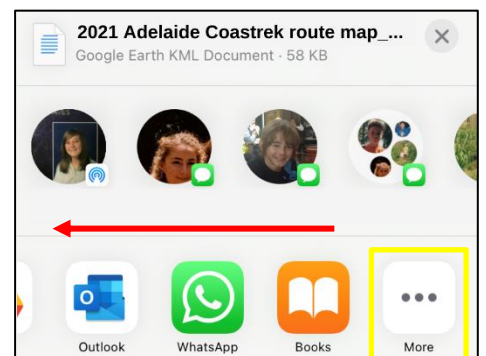 2021 Adelaide Coastrek route map_...
Google Earth KML Document · 58 KB
Outlook
WhatsApp
Books
More